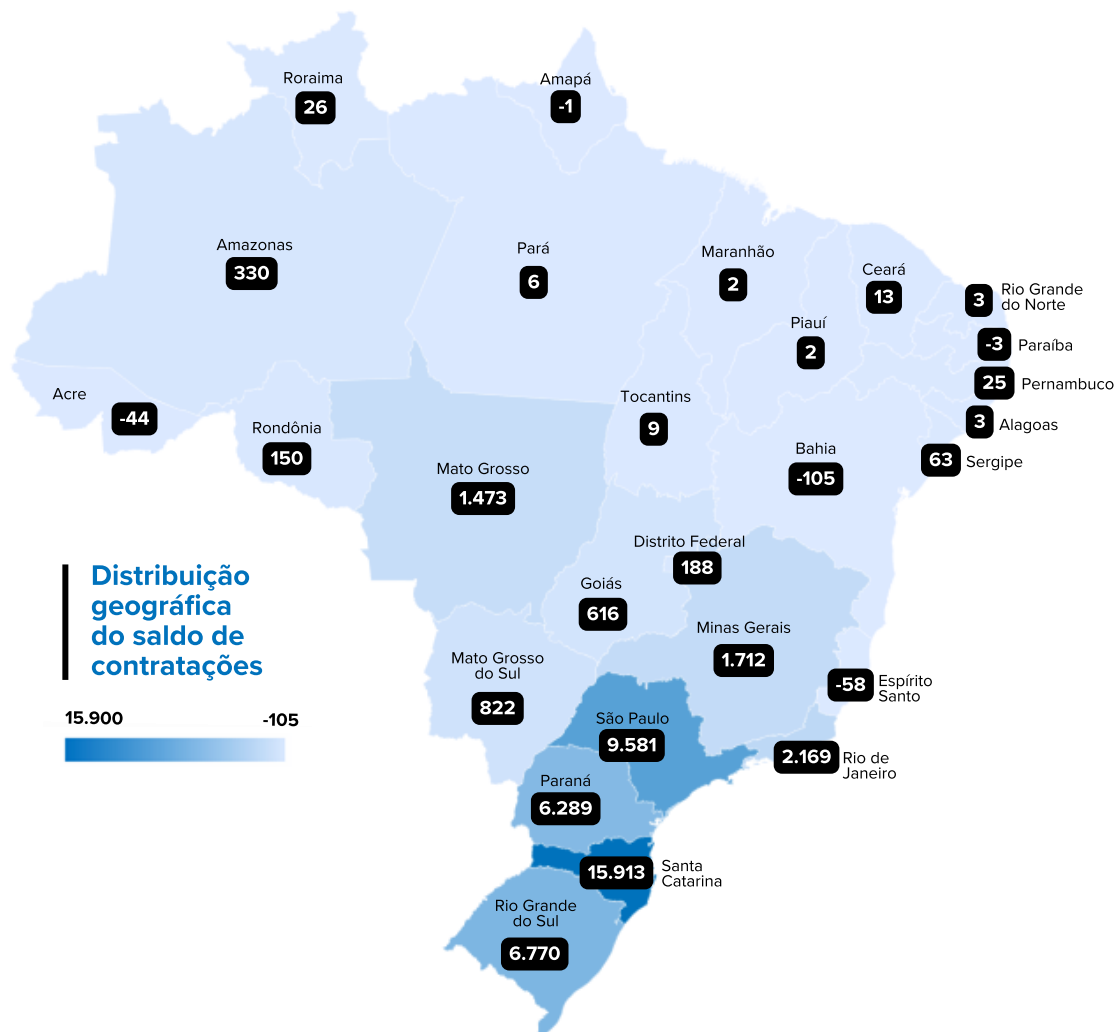 Roraima
26
Amapá
-1
Amazonas
330
Pará
6
Maranhão
2
Ceará
13
Rio Grande
do Norte
3
Piauí
2
-3 Paraíba
25 Pernambuco
3 Alagoas
63 Sergipe
Acre
-44
Rondônia
150
Tocantins
9
Bahia
-105
Mato Grosso
1.473
Distrito Federal
188
Goiás
616
Minas Gerais
1.712
Distribuição
geográfica
do saldo de
contratações
15.900 -105
Mato Grosso
do Sul
822
-58
Espírito
Santo
São Paulo
9.581
2.169
Rio de
Janeiro
Paraná
6.289
15.913
Santa
Catarina
Rio Grande
do Sul
6.770